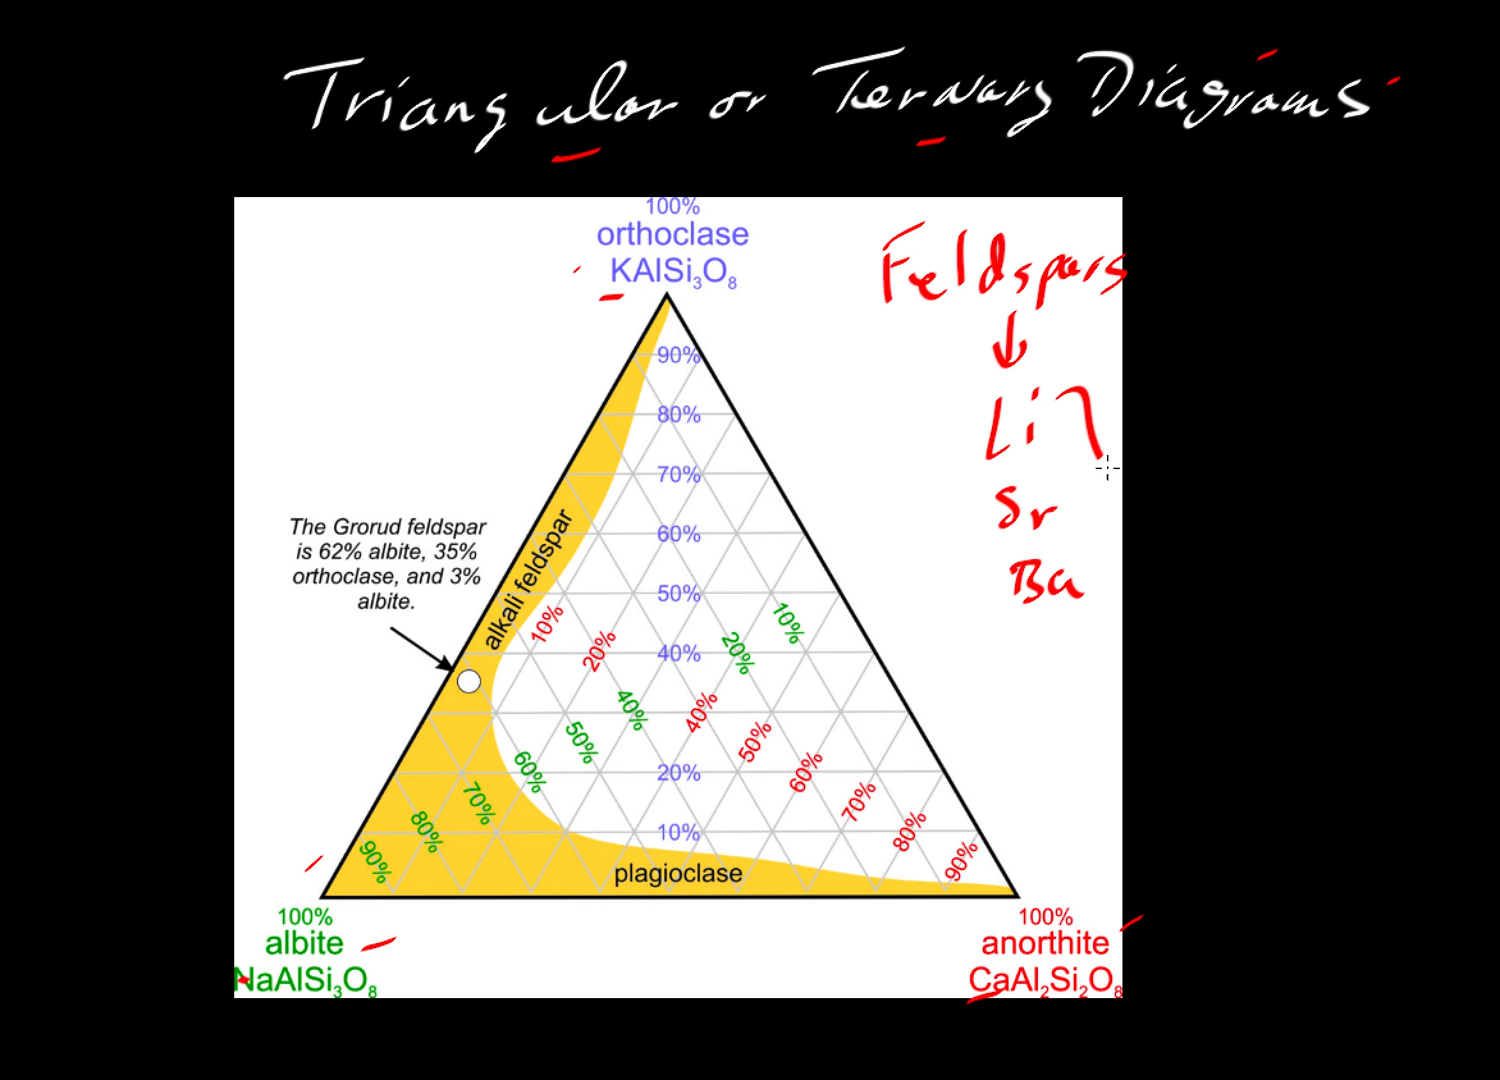 Triangular or Ternary Diagrams
100%
orthoclase
KAlSi₃O₈
Feldspars
Li
Sr
Ba
90%
80%
70%
60%
50%
40%
20%
10%
alkali feldspar
The Grorud feldspar
is 62% albite, 35%
orthoclase, and 3%
albite.
10%
20%
40%
50%
60%
70%
80%
90%
10%
20%
40%
50%
60%
70%
80%
90%
plagioclase
100%
albite
NaAlSi₃O₈
100%
anorthite
CaAl₂Si₂O₈